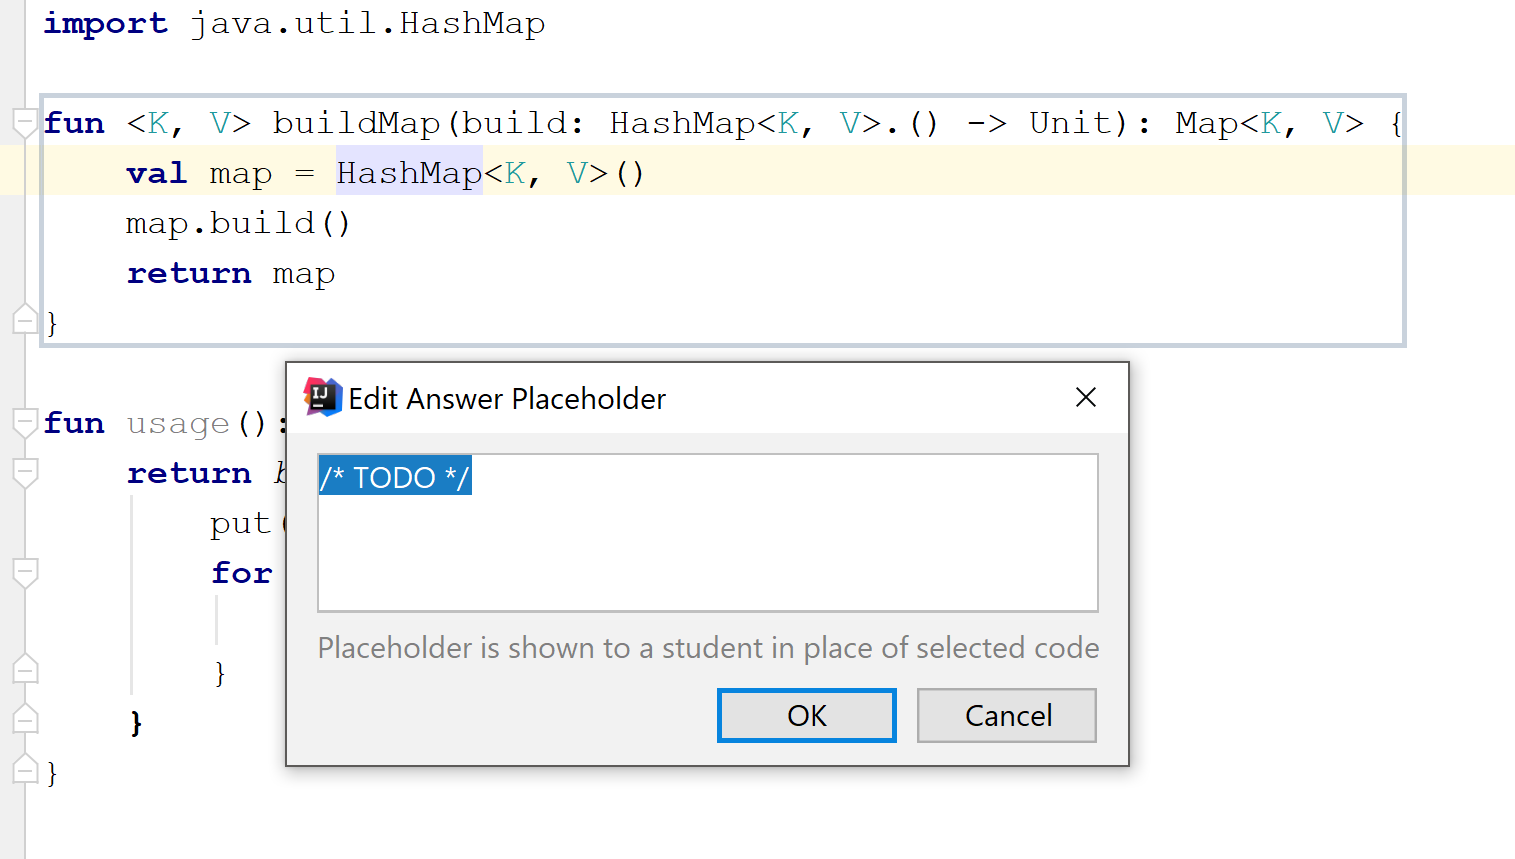 import java.util.HashMap
fun <K, V> buildMap(build: HashMap<K, V>.() -> Unit): Map<K, V> {
val map = HashMap<K, V>()
map.build()
return map
}
fun usage():
return
put(
for
}
}
}
IJ Edit Answer Placeholder
/* TODO */
Placeholder is shown to a student in place of selected code
OK Cancel